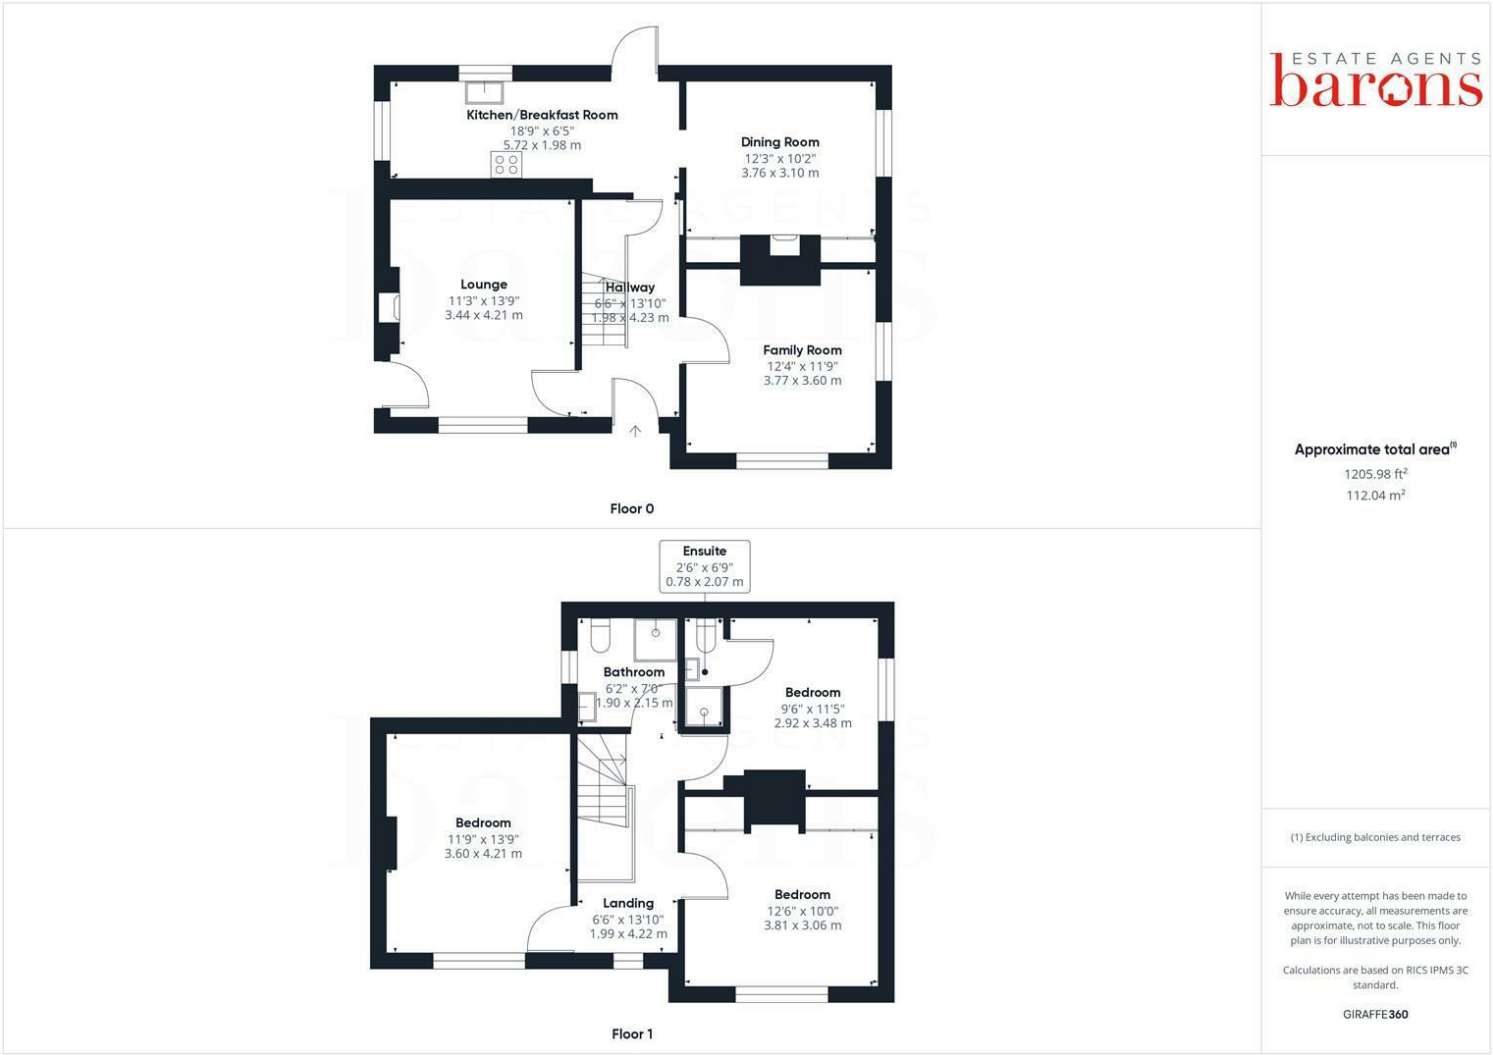 Kitchen/Breakfast Room
18'9" x 6'5"
5.72 x 1.98 m
Dining Room
12'3" x 10'2"
3.76 x 3.10 m
Lounge
11'3" x 13'9"
3.44 x 4.21 m
Hallway
6'6" x 13'10"
1.98 x 4.23 m
Family Room
12'4" x 11'9"
3.77 x 3.60 m
Floor 0
Ensuite
2'6" x 6'9"
0.78 x 2.07 m
Bathroom
6'2" x 7'0"
1.90 x 2.15 m
Bedroom
9'6" x 11'5"
2.92 x 3.48 m
Bedroom
11'9" x 13'9"
3.60 x 4.21 m
Landing
6'6" x 13'10"
1.99 x 4.22 m
Bedroom
12'6" x 10'0"
3.81 x 3.06 m
Floor 1
ESTATE AGENTS
barons
Approximate total area(1)
1205.98 ft²
112.04 m²
(1) Excluding balconies and terraces
While every attempt has been made to
ensure accuracy, all measurements are
approximate, not to scale. This floor
plan is for illustrative purposes only.
Calculations are based on RICS IPMS 3C
standard.
GIRAFFE360
ESTATE AGENTS
barons
ESTATE AGENTS
barons